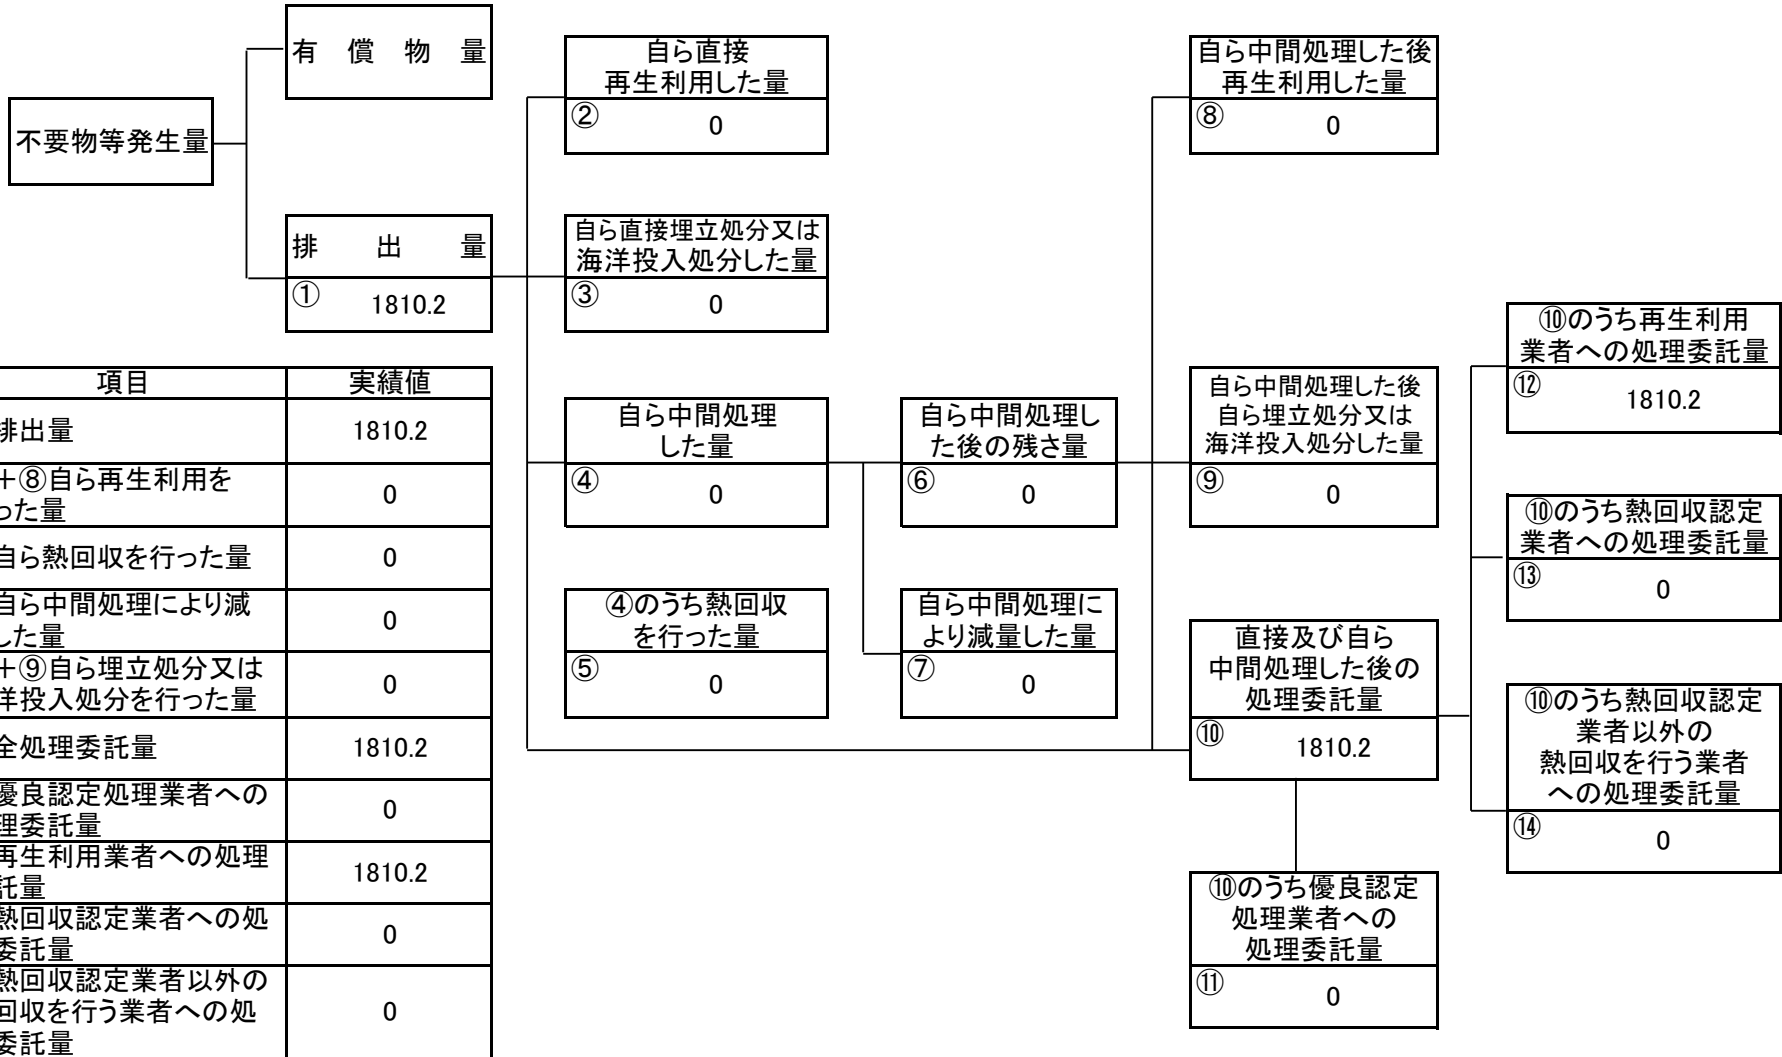 有　償　物　量
不要物等発生量
排　出　量
① 1810.2
自ら直接
再生利用した量
② 0
自ら直接埋立処分又は
海洋投入処分した量
③ 0
自ら中間処理
した量
④ 0
④のうち熱回収
を行った量
⑤ 0
自ら中間処理し
た後の残さ量
⑥ 0
自ら中間処理に
より減量した量
⑦ 0
自ら中間処理した後
再生利用した量
⑧ 0
自ら中間処理した後
自ら埋立処分又は
海洋投入処分した量
⑨ 0
直接及び自ら
中間処理した後の
処理委託量
⑩ 1810.2
⑩のうち優良認定
処理業者への
処理委託量
⑪ 0
⑩のうち再生利用
業者への処理委託量
⑫ 1810.2
⑩のうち熱回収認定
業者への処理委託量
⑬ 0
⑩のうち熱回収認定
業者以外の
熱回収を行う業者
への処理委託量
⑭ 0
項目 実績値
排出量 1810.2
＋⑧自ら再生利用を
った量 0
自ら熱回収を行った量 0
自ら中間処理により減
した量 0
＋⑨自ら埋立処分又は
洋投入処分を行った量 0
全処理委託量 1810.2
優良認定処理業者への
理委託量 0
再生利用業者への処理
託量 1810.2
熱回収認定業者への処
委託量 0
熱回収認定業者以外の
回収を行う業者への処
委託量 0